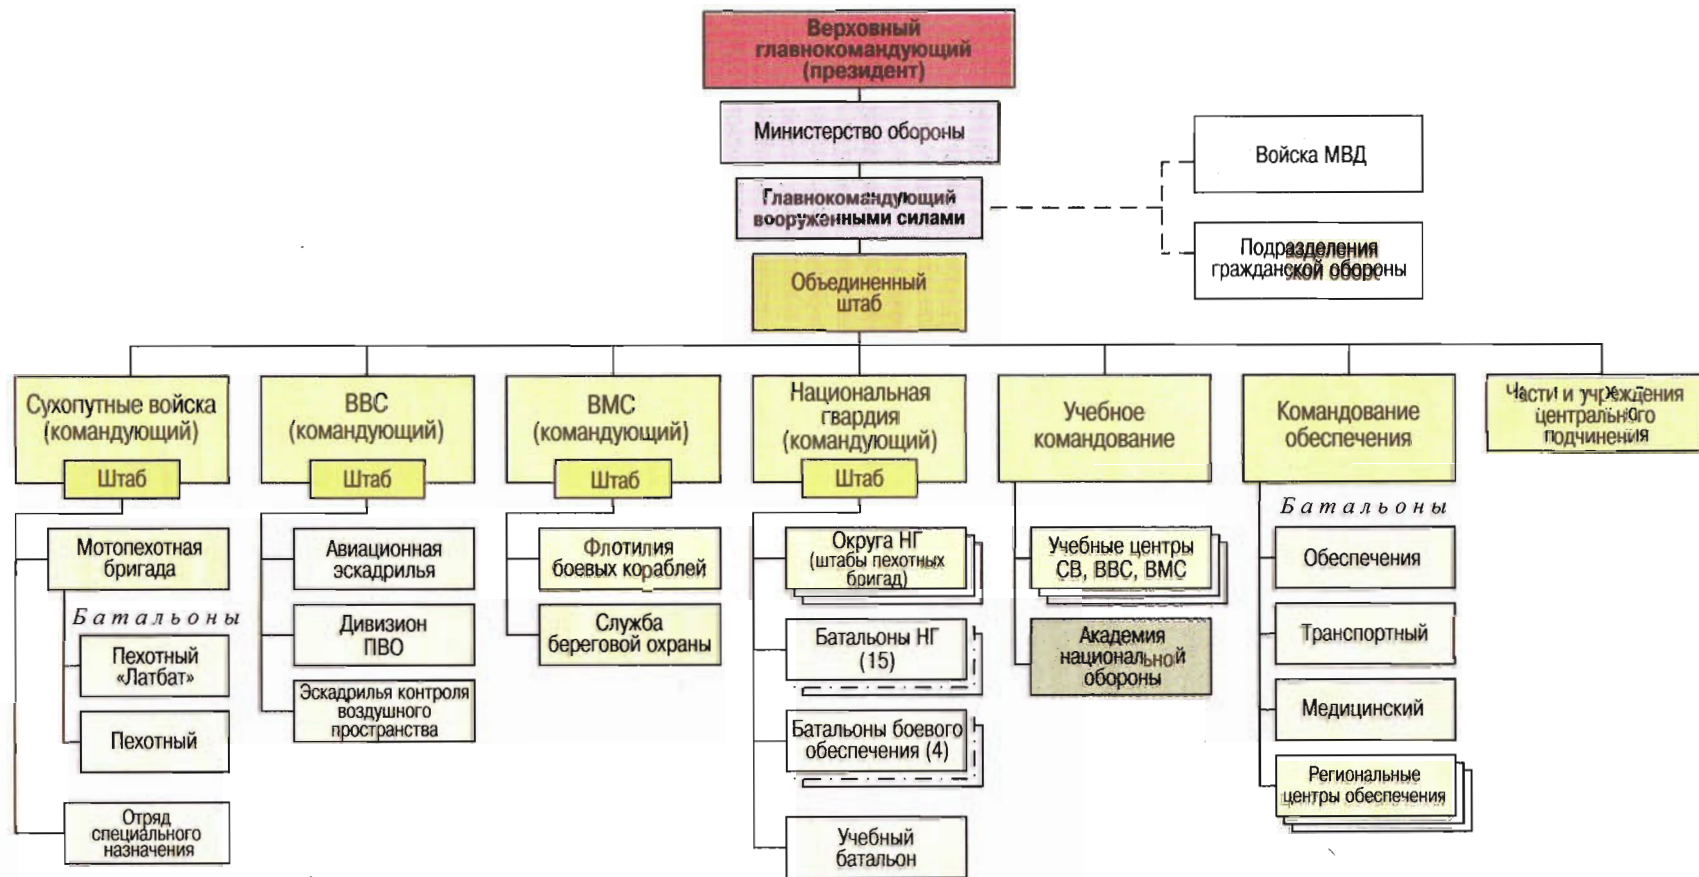 Верховный
главнокомандующий
(президент)
Министерство обороны
Главнокомандующий
вооруженными силами
Войска МВД
Подразделения
гражданской обороны
Объединенный
штаб
Сухопутные войска
(командующий)
Штаб
ВВС
(командующий)
Штаб
ВМС
(командующий)
Штаб
Национальная
гвардия
(командующий)
Штаб
Учебное
командование
Командование
обеспечения
Части и учреждения
центрального
подчинения
Мотопехотная
бригада
Батальоны
Пехотный
«Латбат»
Пехотный
Отряд
специального
назначения
Авиационная
эскадрилья
Дивизион
ПВО
Эскадрилья контроля
воздушного
пространства
Флотилия
боевых кораблей
Служба
береговой охраны
Округа НГ
(штабы пехотных
бригад)
Батальоны НГ
(15)
Батальоны боевого
обеспечения (4)
Учебный
батальон
Учебные центры
СВ, ВВС, ВМС
Академия
национальной
обороны
Батальоны
Обеспечения
Транспортный
Медицинский
Региональные
центры обеспечения